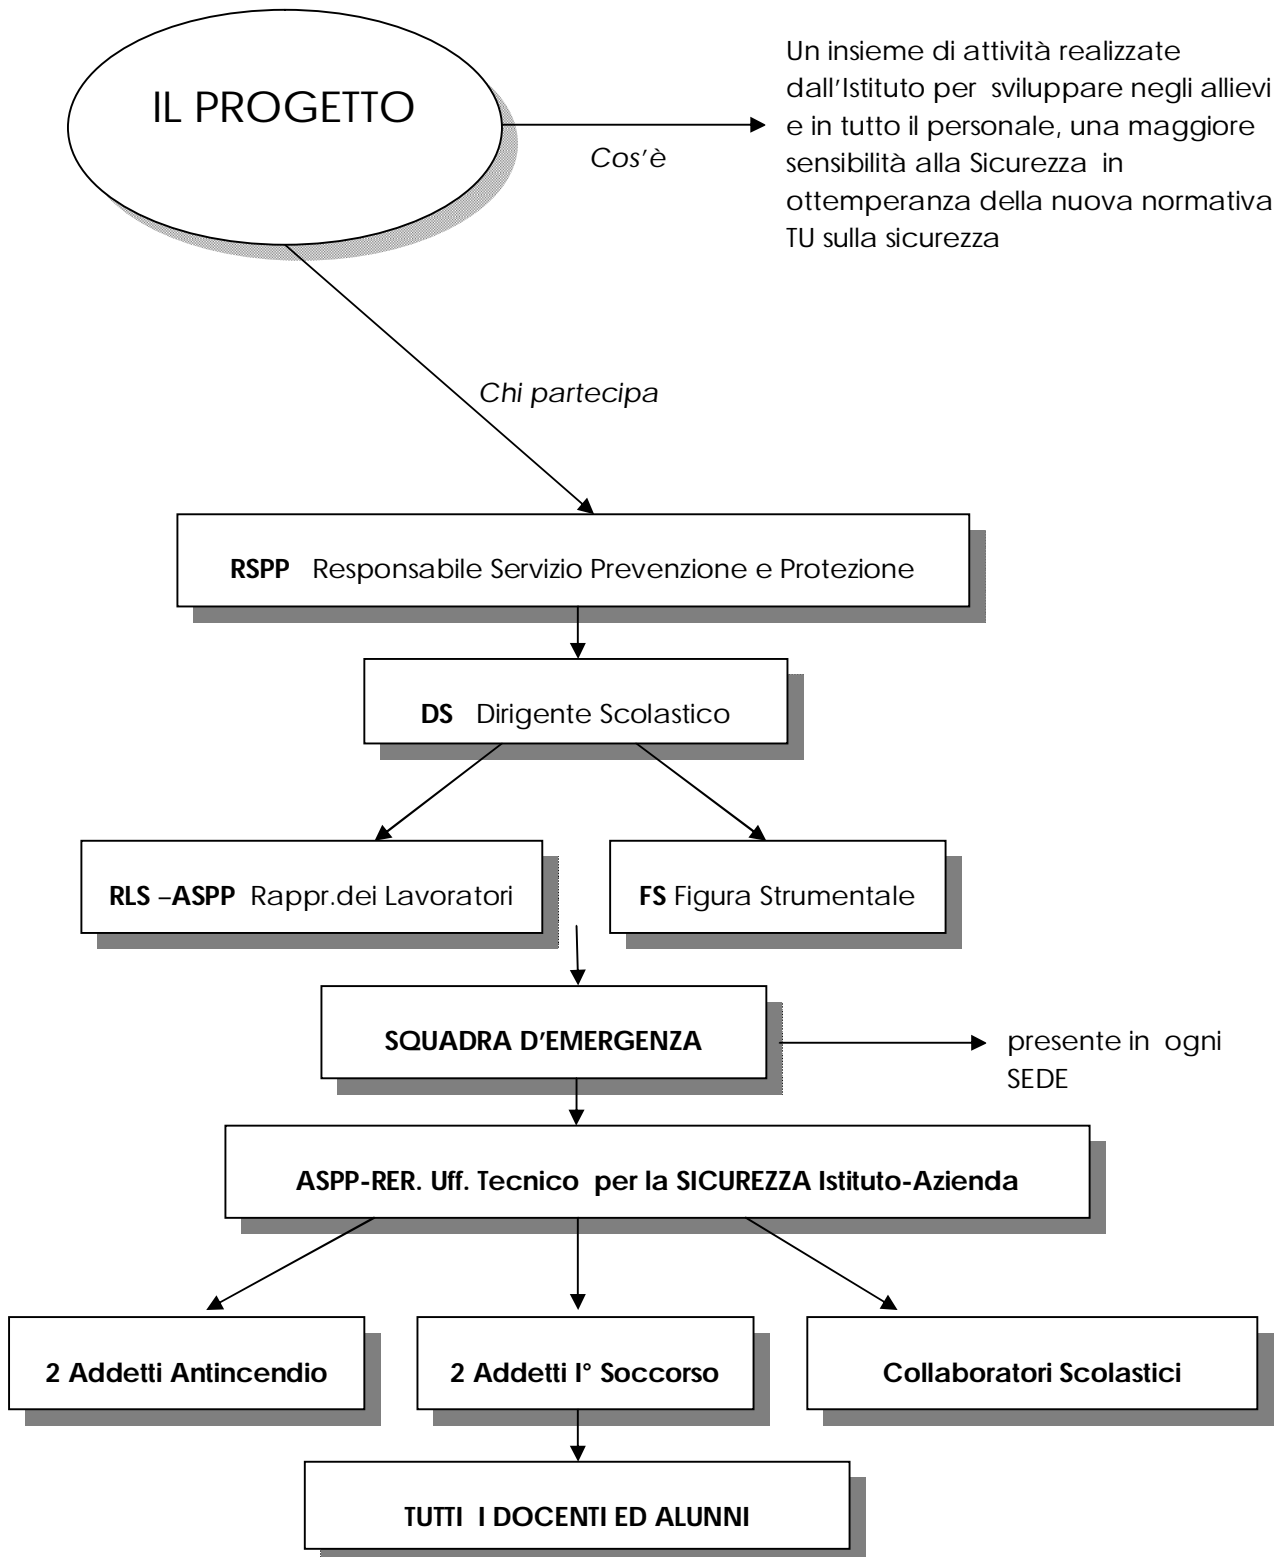 IL PROGETTO
Cos'è
Un insieme di attività realizzate
dall'Istituto per sviluppare negli allievi
e in tutto il personale, una maggiore
sensibilità alla Sicurezza in
ottemperanza della nuova normativa
TU sulla sicurezza
Chi partecipa
RSPP Responsabile Servizio Prevenzione e Protezione
DS Dirigente Scolastico
RLS –ASPP Rappr.dei Lavoratori
FS Figura Strumentale
SQUADRA D'EMERGENZA
presente in ogni
SEDE
ASPP-RER. Uff. Tecnico per la SICUREZZA Istituto-Azienda
2 Addetti Antincendio
2 Addetti I° Soccorso
Collaboratori Scolastici
TUTTI I DOCENTI ED ALUNNI